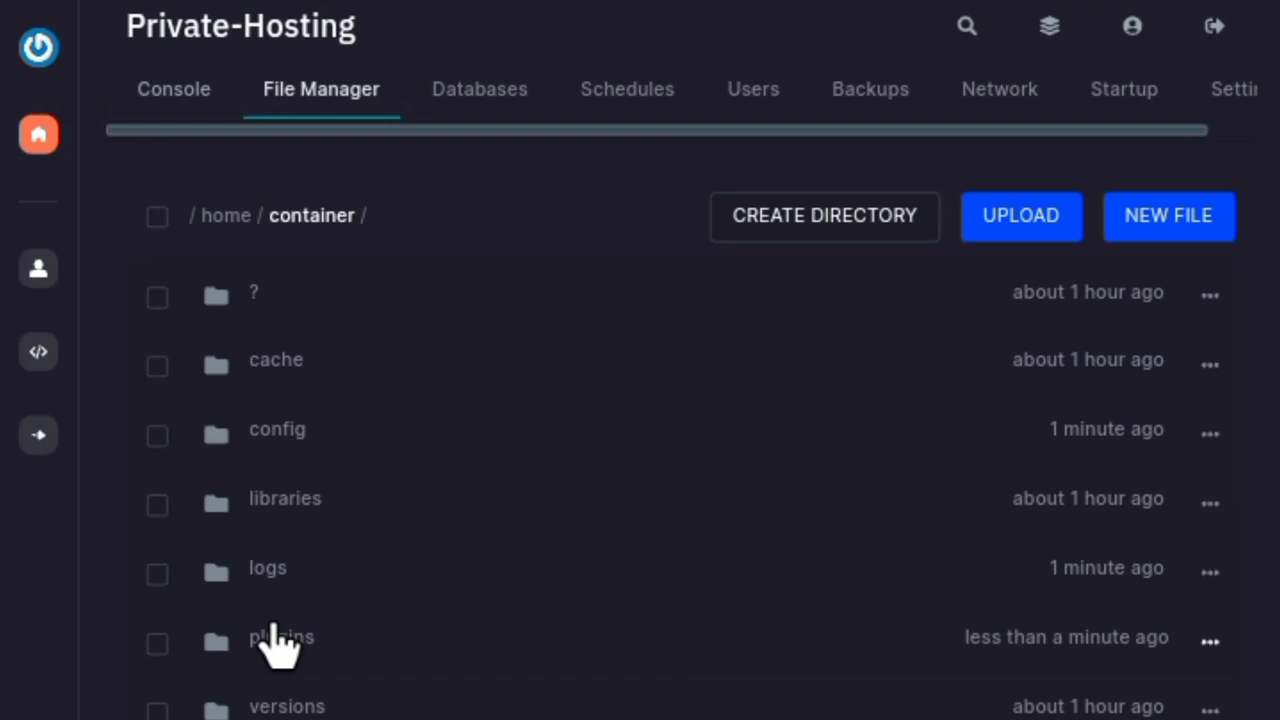 Private-Hosting
Console File Manager Databases Schedules Users Backups Network Startup Settin
/ home / container /
CREATE DIRECTORY UPLOAD NEW FILE
? about 1 hour ago
cache about 1 hour ago
config 1 minute ago
libraries about 1 hour ago
logs 1 minute ago
plugins less than a minute ago
versions about 1 hour ago